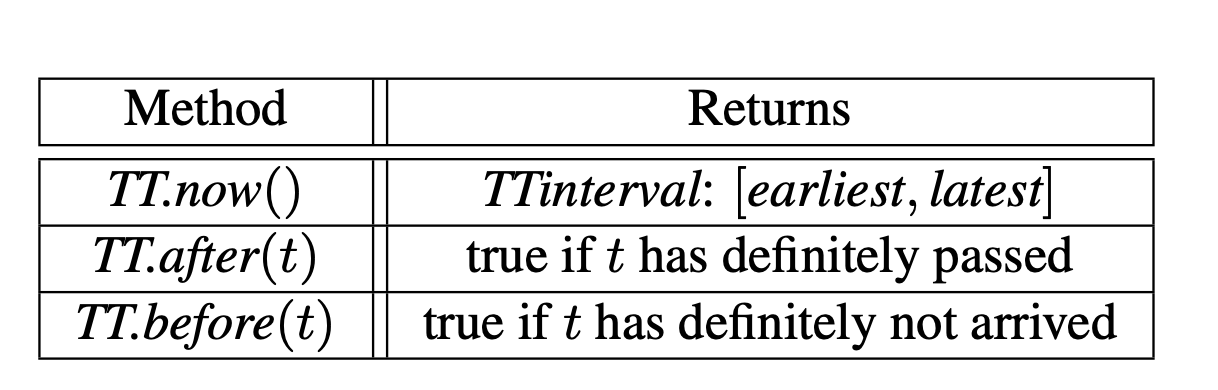 Method Returns
TT.now() TTinterval: [earliest, latest]
TT.after(t) true if t has definitely passed
TT.before(t) true if t has definitely not arrived